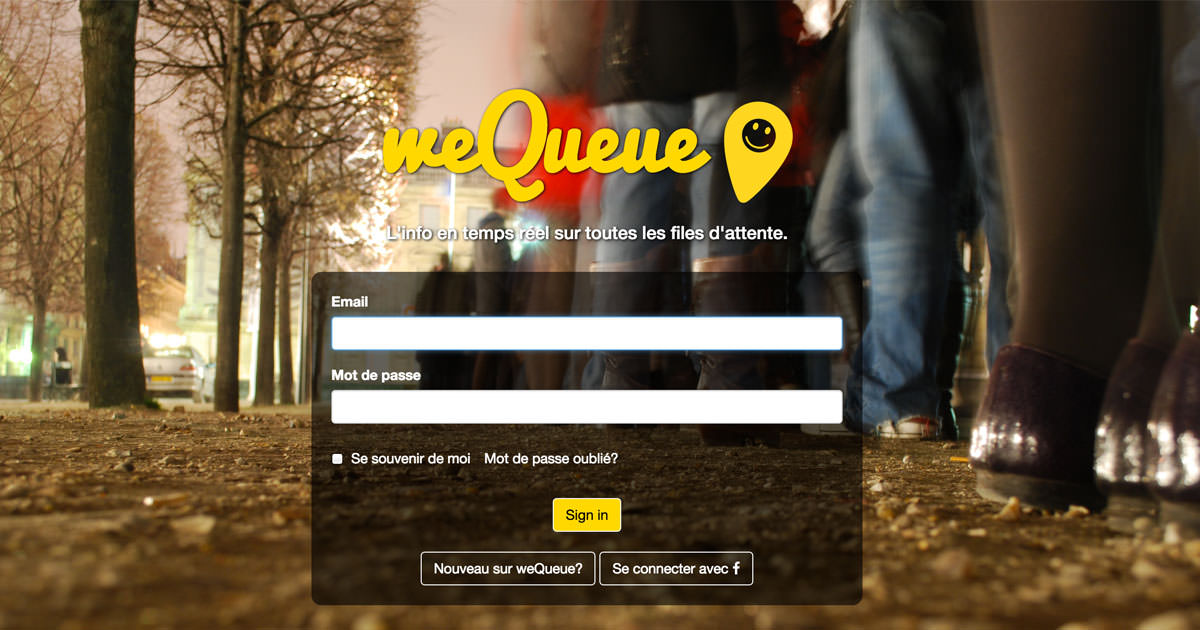 weQueue
L'info en temps réel sur toutes les files d'attente.
Email
Mot de passe
Se souvenir de moi Mot de passe oublié?
Sign in
Nouveau sur weQueue? Se connecter avec f